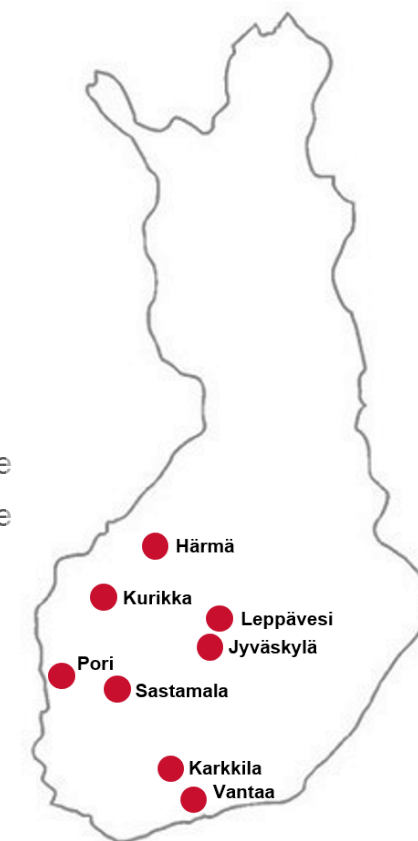 e
e
Härmä
Kurikka
Leppävesi
Jyväskylä
Pori
Sastamala
Karkkila
Vantaa